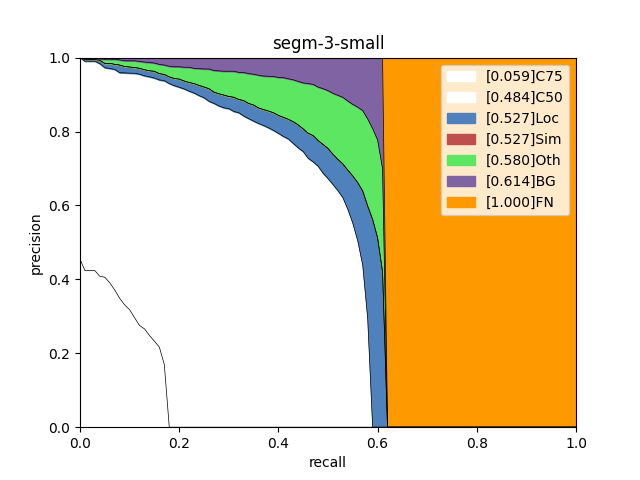 segm-3-small
1.0
0.8
0.6
0.4
0.2
0.0
precision
[0.059]C75
[0.484]C50
[0.527]Loc
[0.527]Sim
[0.580]Oth
[0.614]BG
[1.000]FN
0.0 0.2 0.4 0.6 0.8 1.0
recall